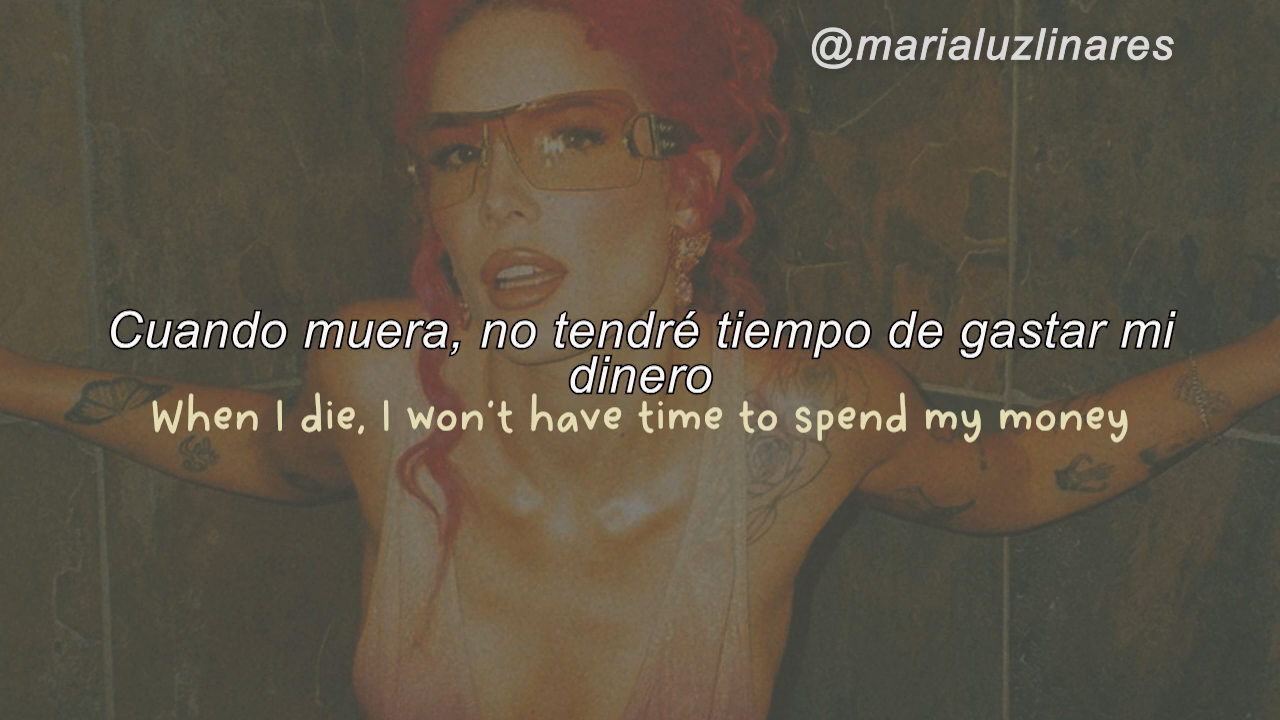 @marialuzlinares
Cuando muera, no tendré tiempo de gastar mi
dinero
When I die, I won't have time to spend my money